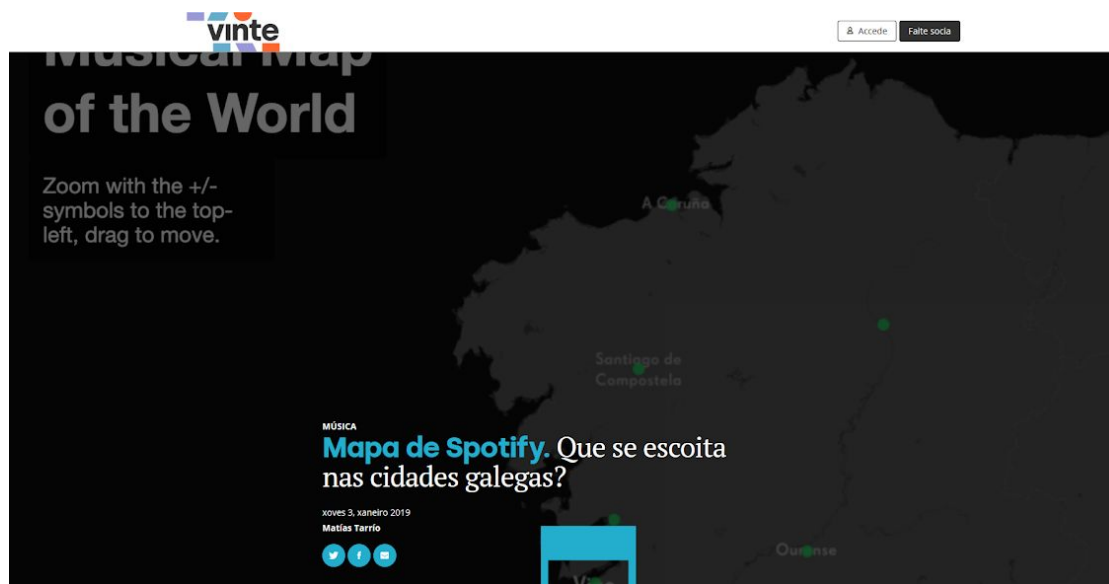 vinte
Accede
Faite socia
Musical Map
of the World
Zoom with the +/-
symbols to the top-
left, drag to move.
A Coruña
Santiago de
Compostela
MÚSICA
Mapa de Spotify. Que se escoita
nas cidades galegas?
xoves 3, xaneiro 2019
Matías Tarrío
Ourense
Vigo